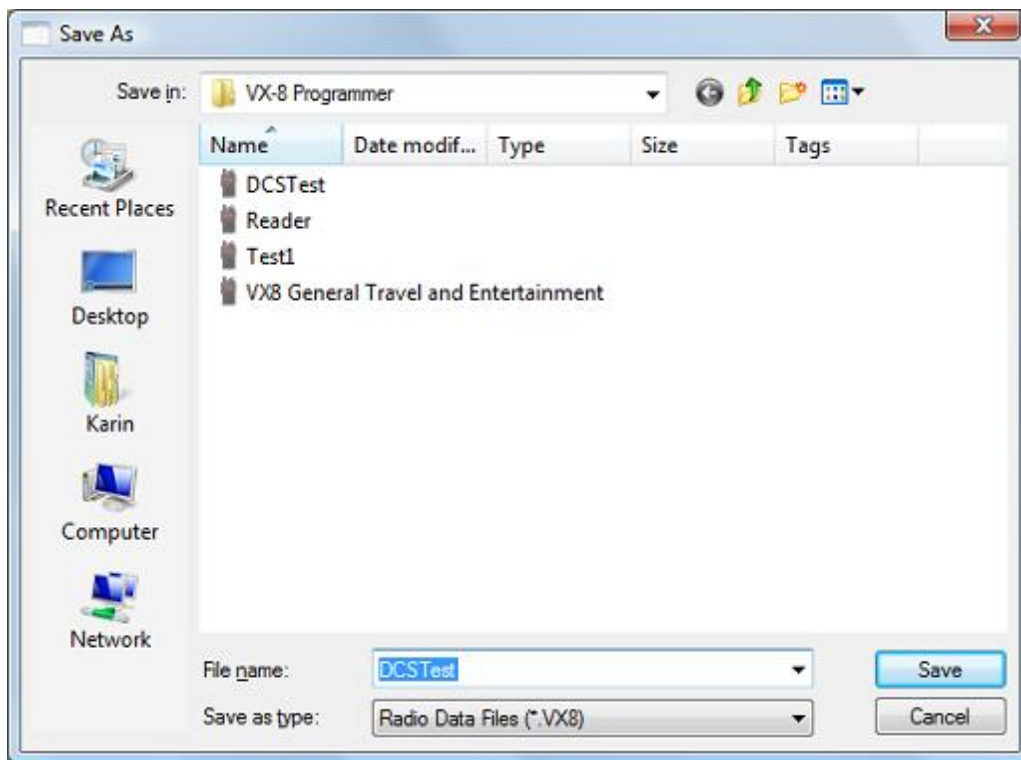 Save As
Save in: VX-8 Programmer
Name Date modif... Type Size Tags
DCSTest
Reader
Test1
VX8 General Travel and Entertainment
Recent Places
Desktop
Karin
Computer
Network
File name: DCSTest Save
Save as type: Radio Data Files (*.VX8) Cancel